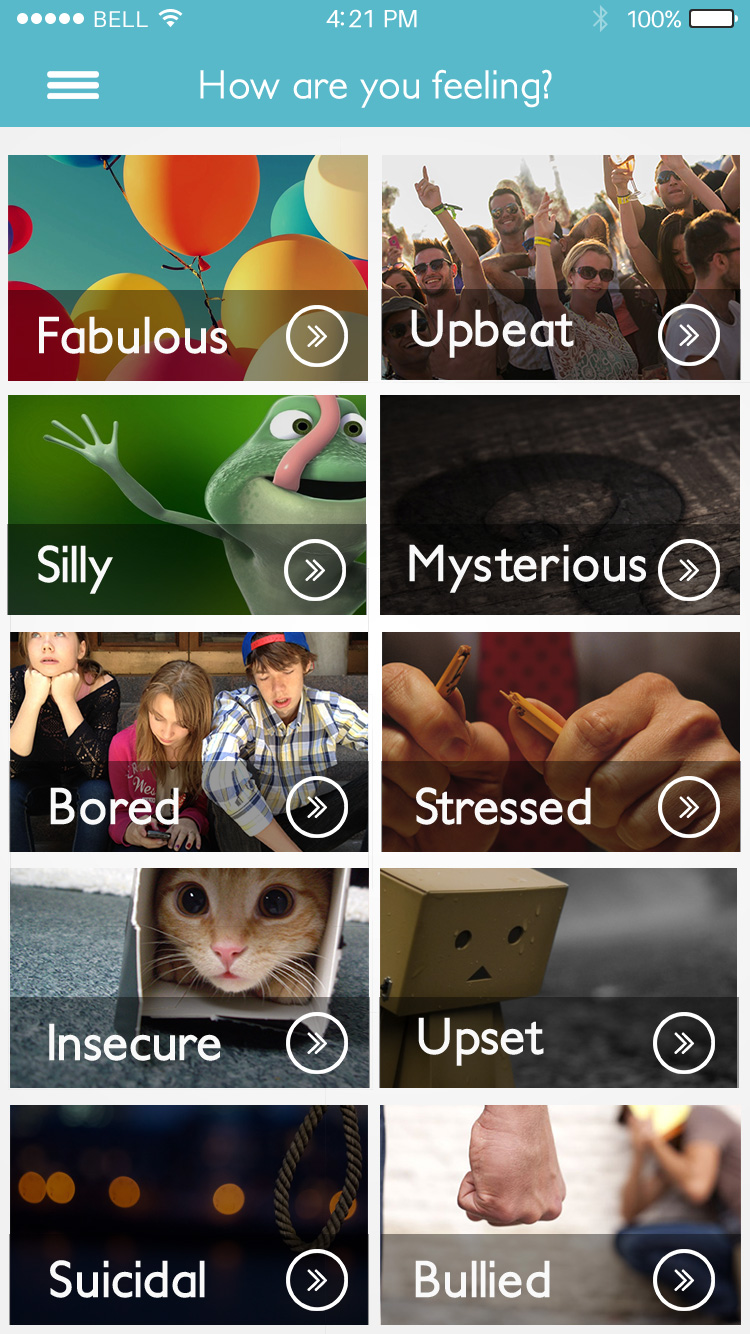 BELL 4:21 PM 100%
How are you feeling?
Fabulous
Upbeat
Silly
Mysterious
Bored
Stressed
Insecure
Upset
Suicidal
Bullied